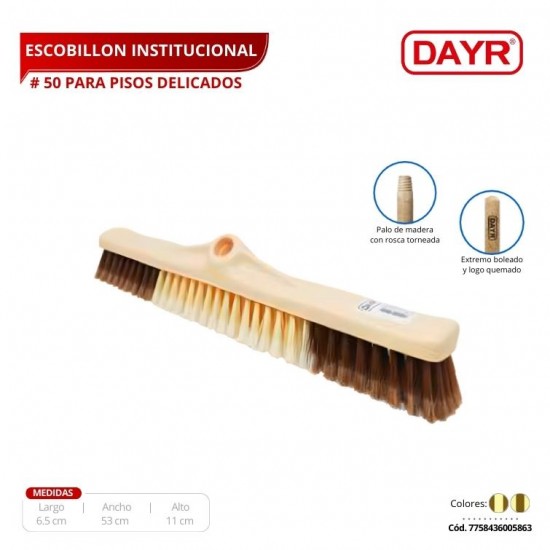 ESCOBILLON INSTITUCIONAL
# 50 PARA PISOS DELICADOS
DAYR®
Palo de madera
con rosca torneada
DAYR
Extremo boleado
y logo quemado
MEDIDAS
Largo
6.5 cm
Ancho
53 cm
Alto
11 cm
Colores:
Cód. 7758436005863